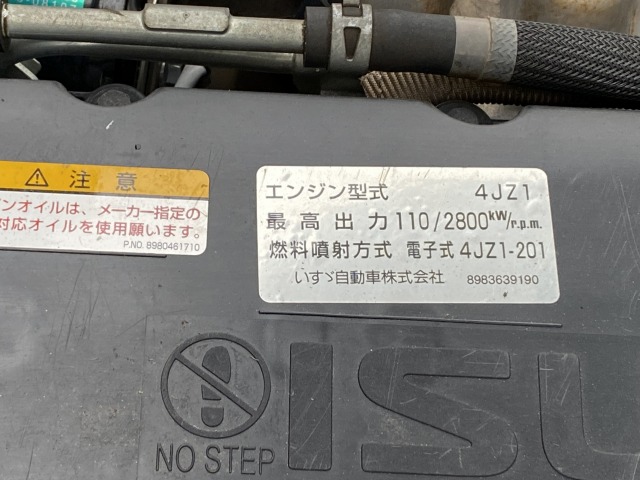 注意
ンオイルは、メーカー指定の
対応オイルを使用願います。
P.NO. 8980461710
エンジン型式 4JZ1
最高出力 110/2800kW/r.p.m.
燃料噴射方式 電子式 4JZ1-201
いすゞ自動車株式会社 8983639190
NO STEP
ISU